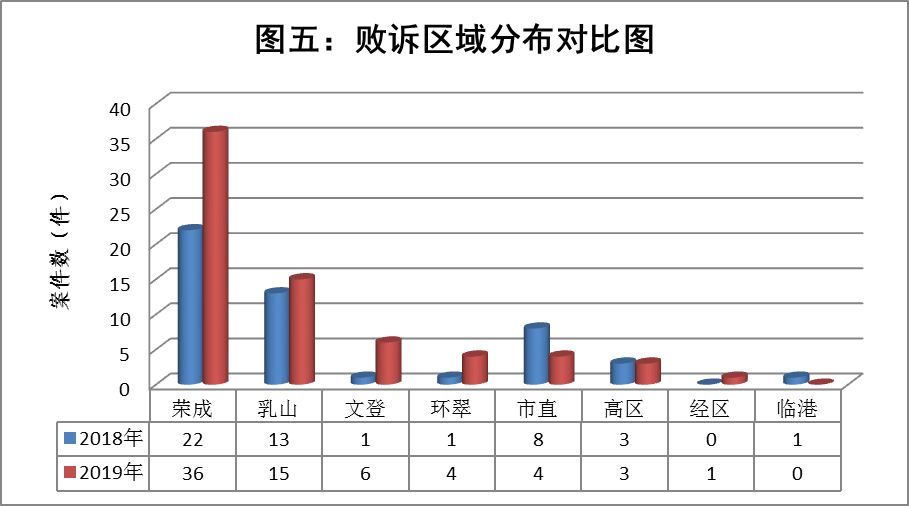 图五：败诉区域分布对比图
案件数（件）
40
35
30
25
20
15
10
5
0
荣成 乳山 文登 环翠 市直 高区 经区 临港
2018年 22 13 1 1 8 3 0 1
2019年 36 15 6 4 4 3 1 0